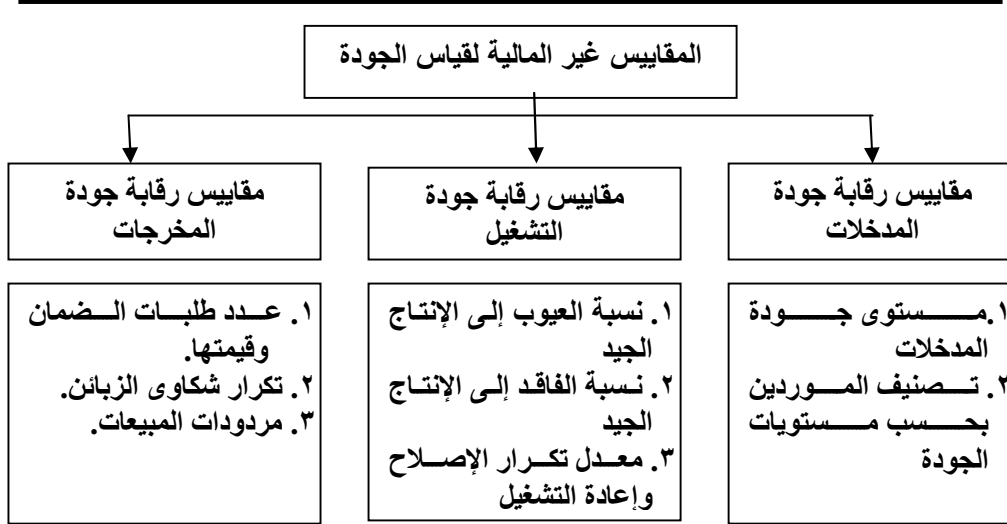 المقاييس غير المالية لقياس الجودة
مقاييس رقابة جودة
المدخلات
مقاييس رقابة جودة
التشغيل
مقاييس رقابة جودة
المخرجات
١.مستوى جودة
المدخلات
٢. تصنيف الموردين
بحسب مستويات
الجودة
١. نسبة العيوب إلى الإنتاج
الجيد
٢. نسبة الفاقد إلى الإنتاج
الجيد
٣. معدل تكرار الإصلاح
وإعادة التشغيل
١. عدد طلبات الضمان
وقيمتها.
٢. تكرار شكاوى الزبائن.
٣. مردودات المبيعات.